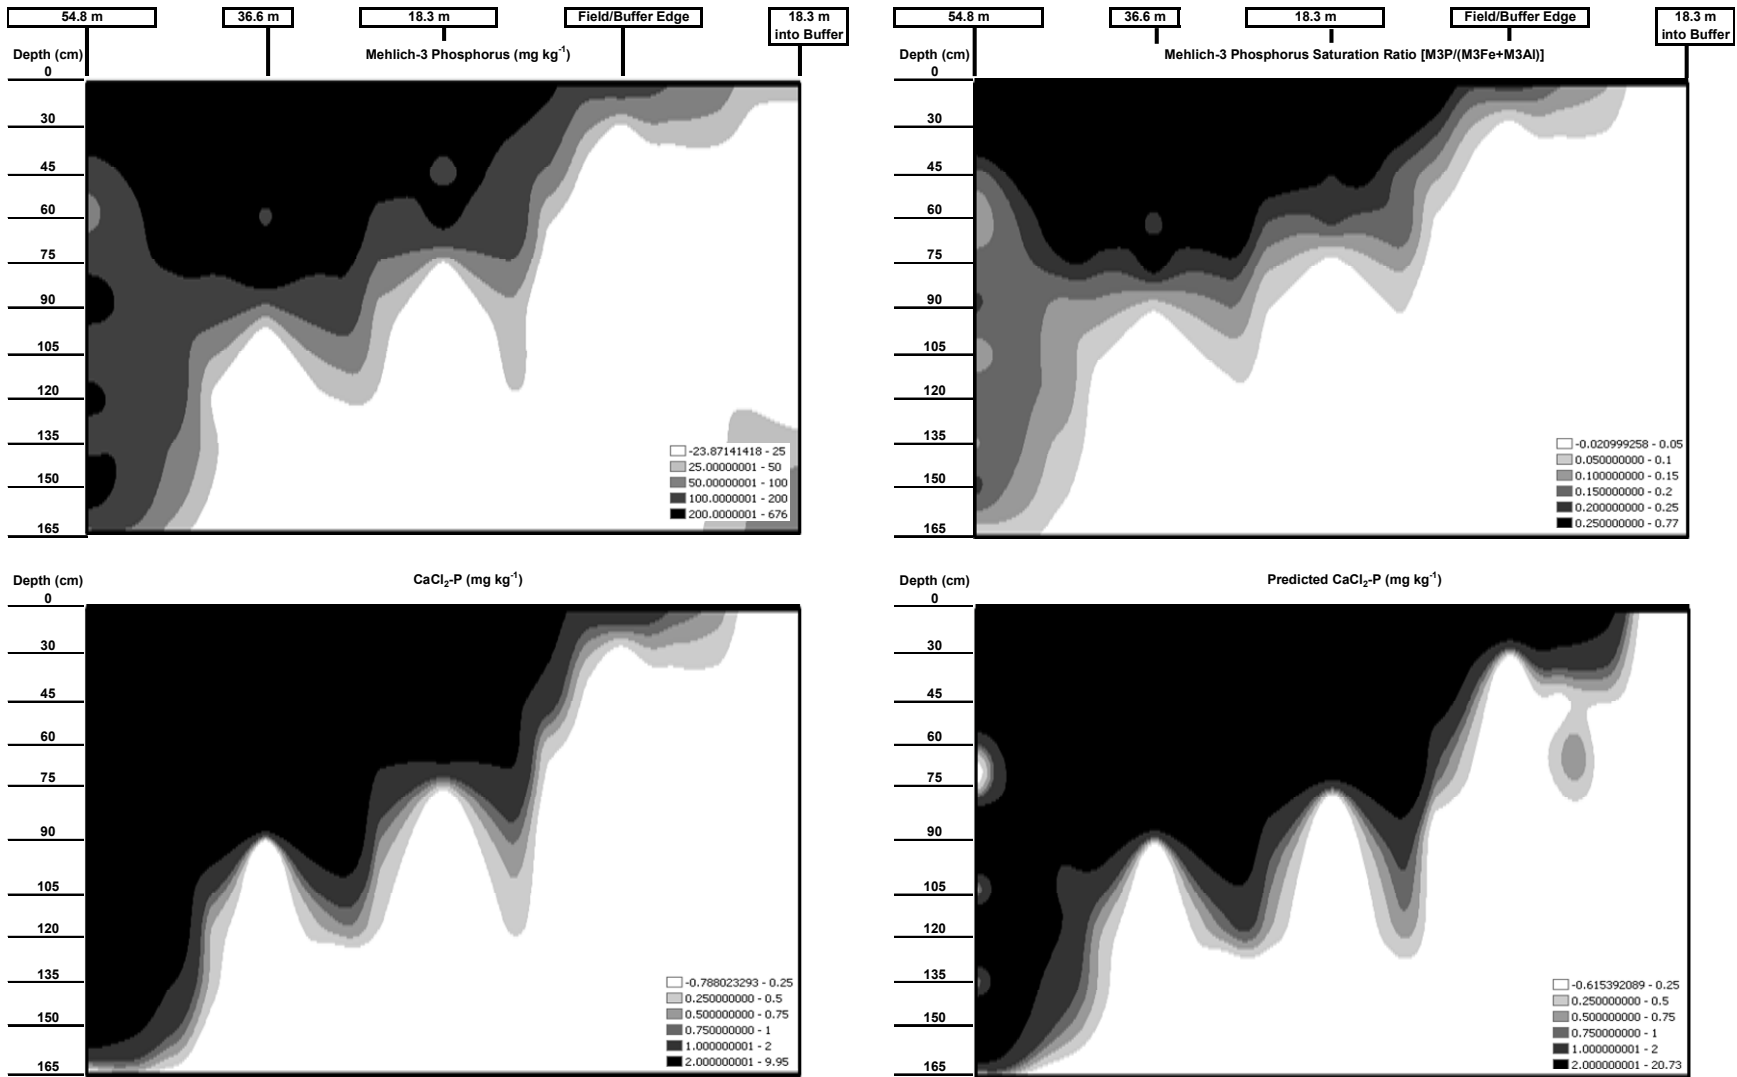 54.8 m
36.6 m
18.3 m
Field/Buffer Edge
18.3 m
into Buffer
Depth (cm)
Mehlich-3 Phosphorus (mg kg-1)
0
30
45
60
75
90
105
120
135
150
165
-23.87141418 - 25
25.00000001 - 50
50.00000001 - 100
100.0000001 - 200
200.0000001 - 676
54.8 m
36.6 m
18.3 m
Field/Buffer Edge
18.3 m
into Buffer
Depth (cm)
Mehlich-3 Phosphorus Saturation Ratio [M3P/(M3Fe+M3Al)]
0
30
45
60
75
90
105
120
135
150
165
-0.020999258 - 0.05
0.050000000 - 0.1
0.100000000 - 0.15
0.150000000 - 0.2
0.200000000 - 0.25
0.250000000 - 0.77
Depth (cm)
CaCl2-P (mg kg-1)
0
30
45
60
75
90
105
120
135
150
165
-0.788023293 - 0.25
0.250000000 - 0.5
0.500000000 - 0.75
0.750000000 - 1
1.000000001 - 2
2.000000001 - 9.95
Depth (cm)
Predicted CaCl2-P (mg kg-1)
0
30
45
60
75
90
105
120
135
150
165
-0.615392089 - 0.25
0.250000000 - 0.5
0.500000000 - 0.75
0.750000000 - 1
1.000000001 - 2
2.000000001 - 20.73